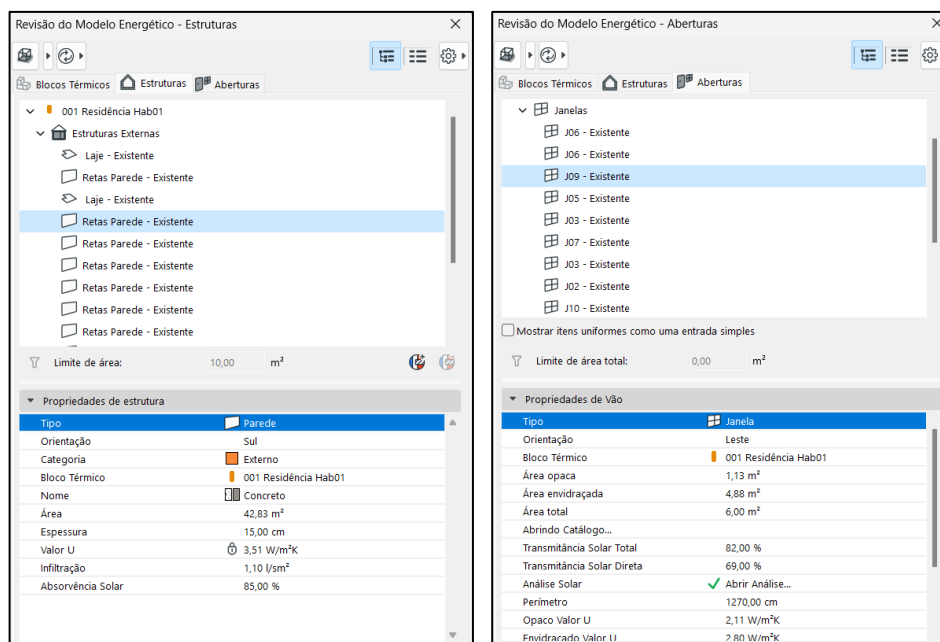 Revisão do Modelo Energético - Estruturas
Blocos Térmicos Estruturas Aberturas
001 Residência Hab01
Estruturas Externas
Laje - Existente
Retas Parede - Existente
Laje - Existente
Retas Parede - Existente
Retas Parede - Existente
Retas Parede - Existente
Retas Parede - Existente
Retas Parede - Existente
Retas Parede - Existente
Limite de área: 10,00 m²
Propriedades de estrutura
Tipo Parede
Orientação Sul
Categoria Externo
Bloco Térmico 001 Residência Hab01
Nome Concreto
Área 42,83 m²
Espessura 15,00 cm
Valor U 3,51 W/m²K
Infiltração 1,10 l/sm²
Absorvência Solar 85,00 %
Revisão do Modelo Energético - Aberturas
Blocos Térmicos Estruturas Aberturas
Janelas
J06 - Existente
J06 - Existente
J09 - Existente
J05 - Existente
J03 - Existente
J07 - Existente
J03 - Existente
J02 - Existente
J10 - Existente
Mostrar itens uniformes como uma entrada simples
Limite de área total: 0,00 m²
Propriedades de Vão
Tipo Janela
Orientação Leste
Bloco Térmico 001 Residência Hab01
Área opaca 1,13 m²
Área envidraçada 4,88 m²
Área total 6,00 m²
Abrindo Catálogo...
Transmitância Solar Total 82,00 %
Transmitância Solar Direta 69,00 %
Análise Solar Abrir Análise...
Perímetro 1270,00 cm
Opaco Valor U 2,11 W/m²K
Envidraçado Valor U 2,80 W/m²K